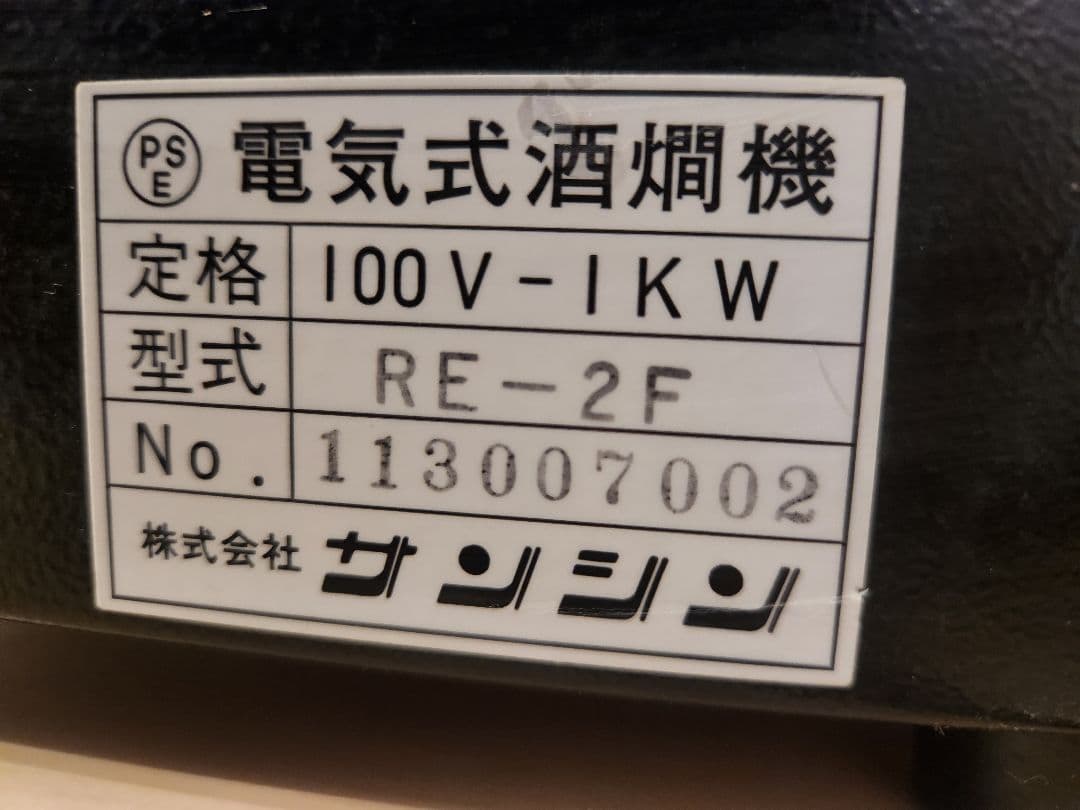 PSE 電気式酒燗機
定格 100V-1KW
型式 RE-2F
No. 113007002
株式会社 サンシン